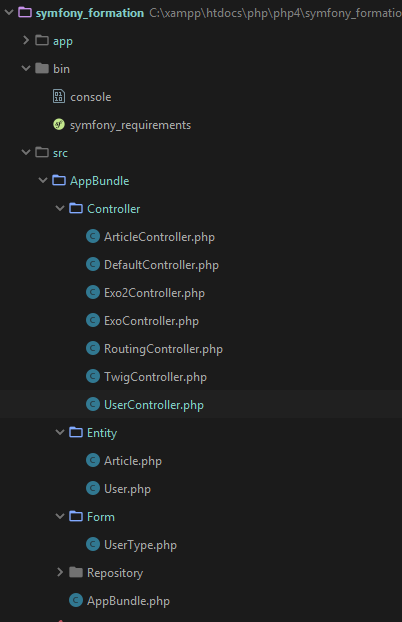 symfony_formation C:\xampp\htdocs\php\php4\symfony_formatio
app
bin
console
symfony_requirements
src
AppBundle
Controller
ArticleController.php
DefaultController.php
Exo2Controller.php
ExoController.php
RoutingController.php
TwigController.php
UserController.php
Entity
Article.php
User.php
Form
UserType.php
Repository
AppBundle.php